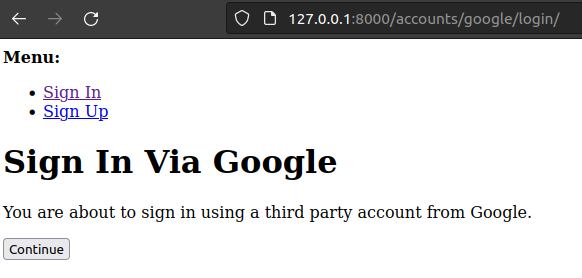 127.0.0.1:8000/accounts/google/login/
Menu:
Sign In
Sign Up
Sign In Via Google
You are about to sign in using a third party account from Google.
Continue